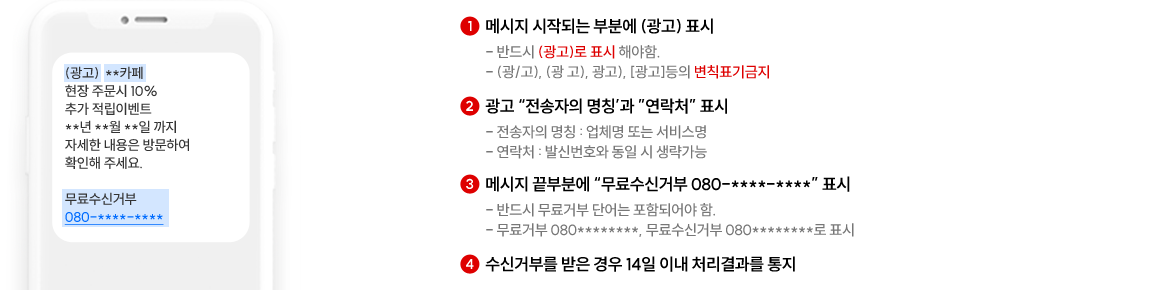 (광고) **카페
현장 주문시 10%
추가 적립이벤트
**년 **월 **일 까지
자세한 내용은 방문하여
확인해 주세요.
무료수신거부
080-****-****
1 메시지 시작되는 부분에 (광고) 표시
- 반드시 (광고)로 표시 해야함.
- (광/고), (광 고), 광고), [광고]등의 변칙표기금지
2 광고 “전송자의 명칭’과 ”연락처” 표시
- 전송자의 명칭 : 업체명 또는 서비스명
- 연락처 : 발신번호와 동일 시 생략가능
3 메시지 끝부분에 “무료수신거부 080-****-****” 표시
- 반드시 무료거부 단어는 포함되어야 함.
- 무료거부 080********, 무료수신거부 080********로 표시
4 수신거부를 받은 경우 14일 이내 처리결과를 통지